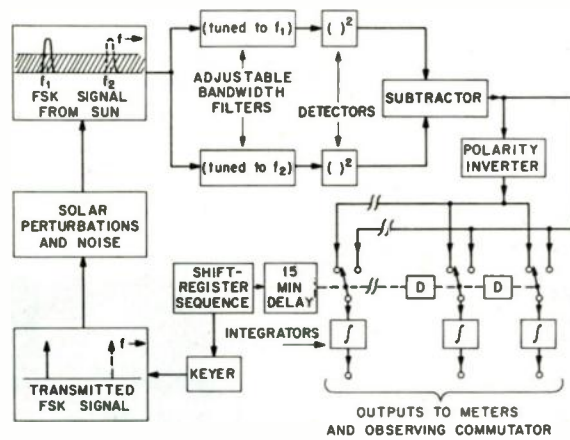 f
f₁
f₂
FSK SIGNAL
FROM SUN
(tuned to f₁)
( )²
ADJUSTABLE
BANDWIDTH
FILTERS
DETECTORS
SUBTRACTOR
(tuned to f₂)
( )²
POLARITY
INVERTER
SOLAR
PERTURBATIONS
AND NOISE
SHIFT-
REGISTER
SEQUENCE
15
MIN
DELAY
D
D
INTEGRATORS
∫
∫
∫
f
TRANSMITTED
FSK SIGNAL
KEYER
OUTPUTS TO METERS
AND OBSERVING COMMUTATOR